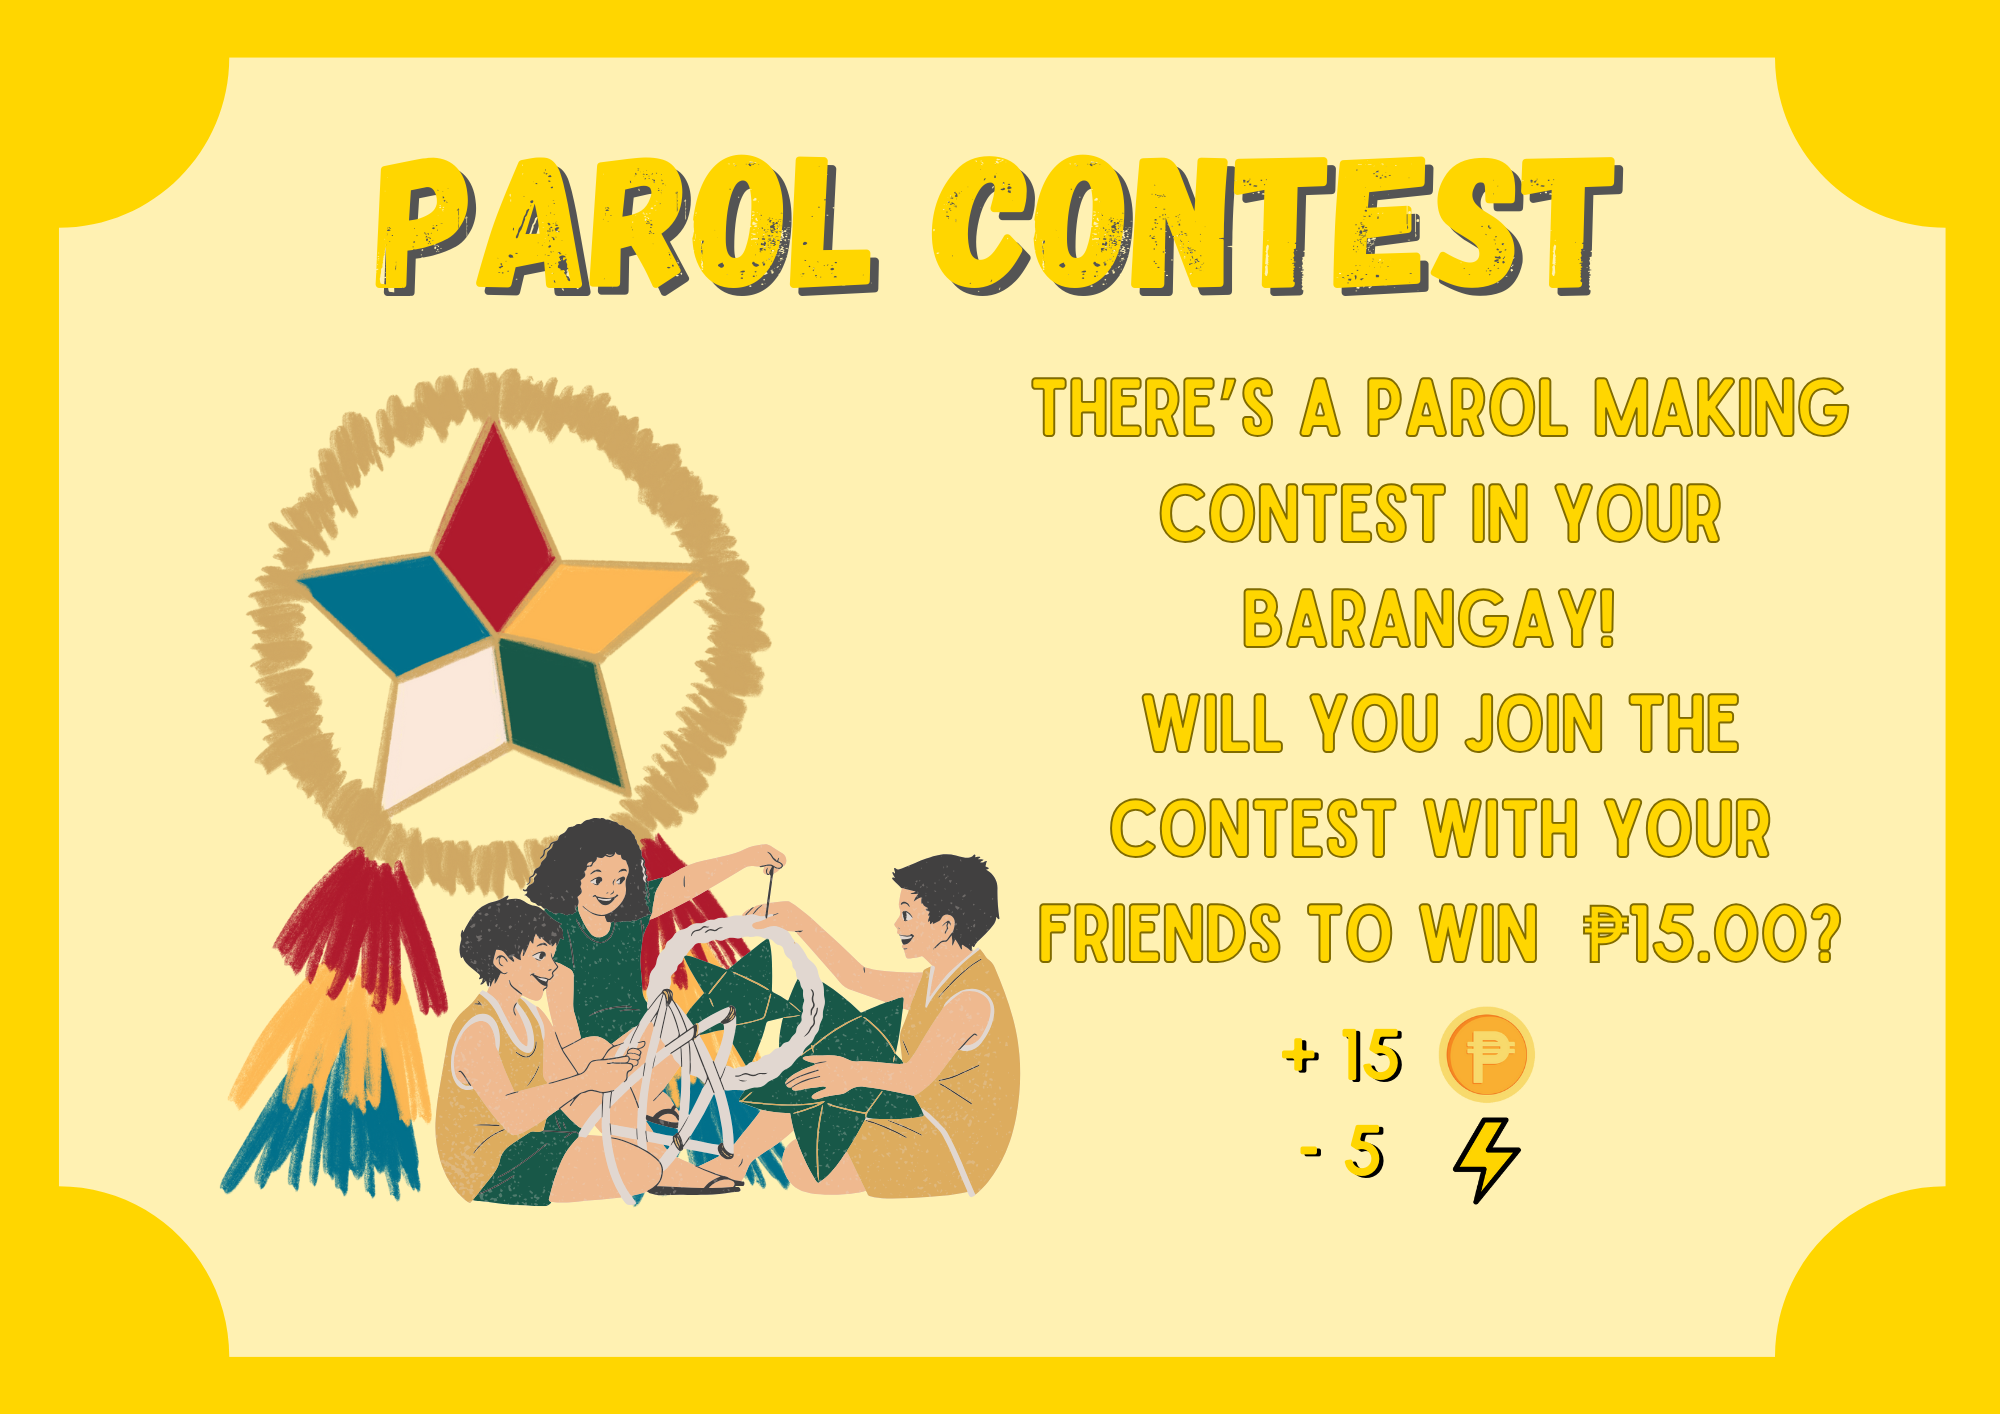 PAROL CONTEST
THERE'S A PAROL MAKING
CONTEST IN YOUR
BARANGAY!
WILL YOU JOIN THE
CONTEST WITH YOUR
FRIENDS TO WIN ₱15.00?
+ 15 ₱
- 5